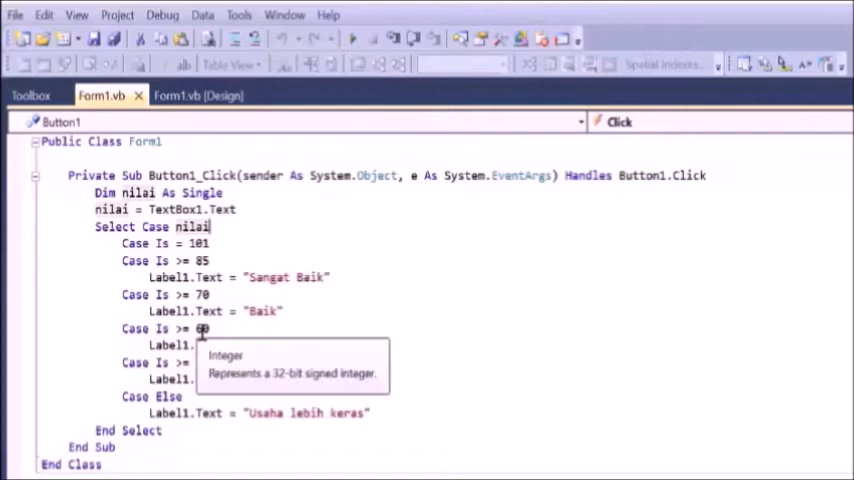 File Edit View Project Debug Data Tools Window Help
Table View Spatial indexes...
Toolbox Form1.vb Form1.vb [Design]
Button1 Click
Public Class Form1
Private Sub Button1_Click(sender As System.Object, e As System.EventArgs) Handles Button1.Click
Dim nilai As Single
nilai = TextBox1.Text
Select Case nilai
Case Is = 101
Case Is >= 85
Label1.Text = "Sangat Baik"
Case Is >= 70
Label1.Text = "Baik"
Case Is >= 60
Label1.
Integer
Represents a 32-bit signed integer.
Case Is >=
Label1.
Case Else
Label1.Text = "Usaha lebih keras"
End Select
End Sub
End Class